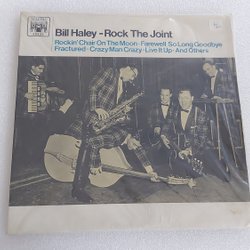 Bill Haley - Rock The Joint
Rockin' Chair On The Moon · Farewell So Long Goodbye
Fractured · Crazy Man Crazy · Live It Up · And Others